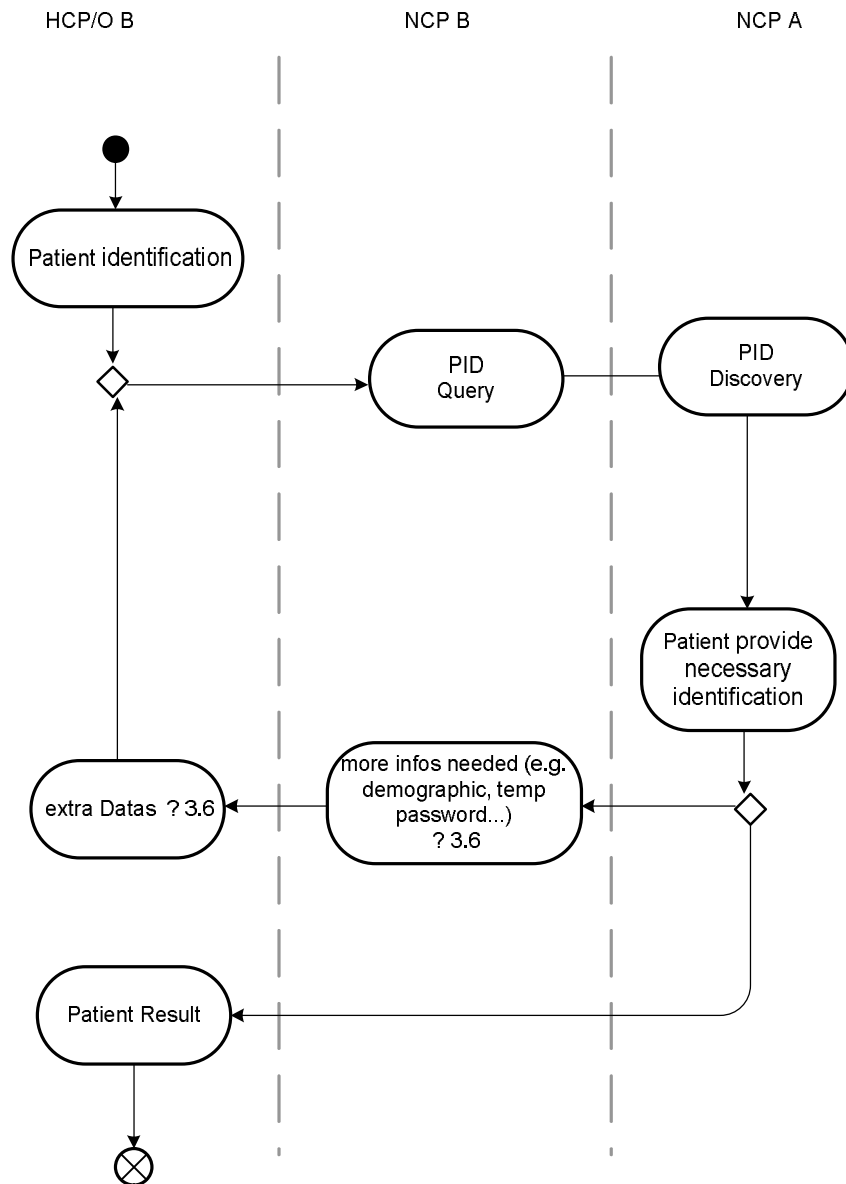 HCP/O B
NCP B
NCP A
Patient identification
PID
Query
PID
Discovery
Patient provide
necessary
identification
more infos needed (e.g.
demographic, temp
password...)
? 3.6
extra Datas ? 3.6
Patient Result